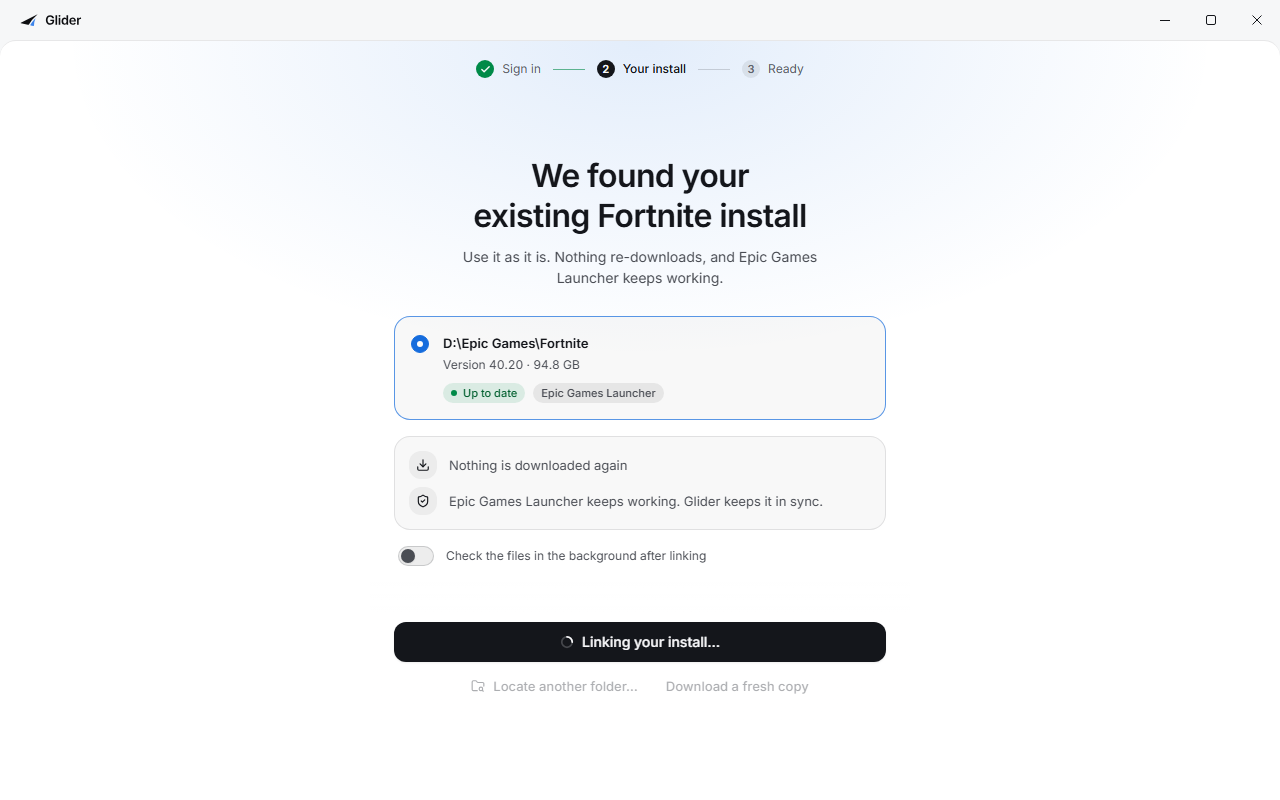 Glider
Sign in
2
Your install
3
Ready
We found your
existing Fortnite install
Use it as it is. Nothing re-downloads, and Epic Games
Launcher keeps working.
D:\Epic Games\Fortnite
Version 40.20 · 94.8 GB
Up to date
Epic Games Launcher
Nothing is downloaded again
Epic Games Launcher keeps working. Glider keeps it in sync.
Check the files in the background after linking
Linking your install...
Locate another folder...
Download a fresh copy